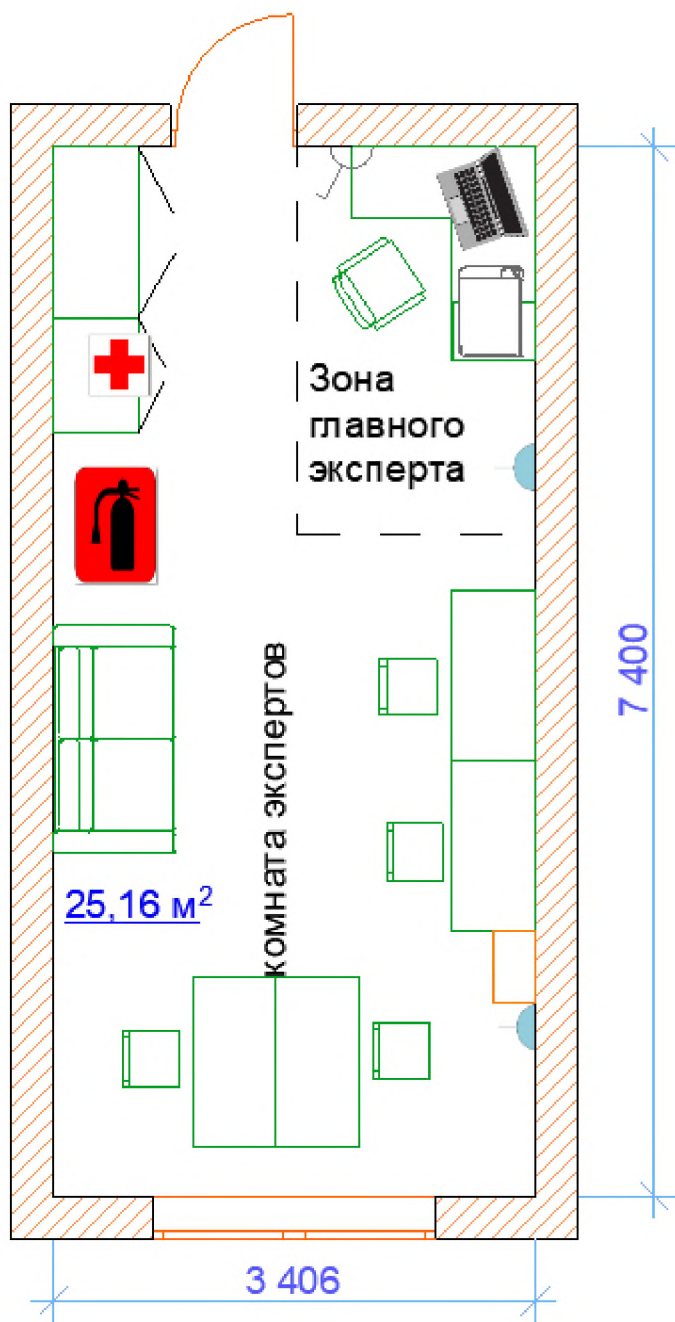 Зона
главного
эксперта
7 400
комната экспертов
25,16 м²
3 406